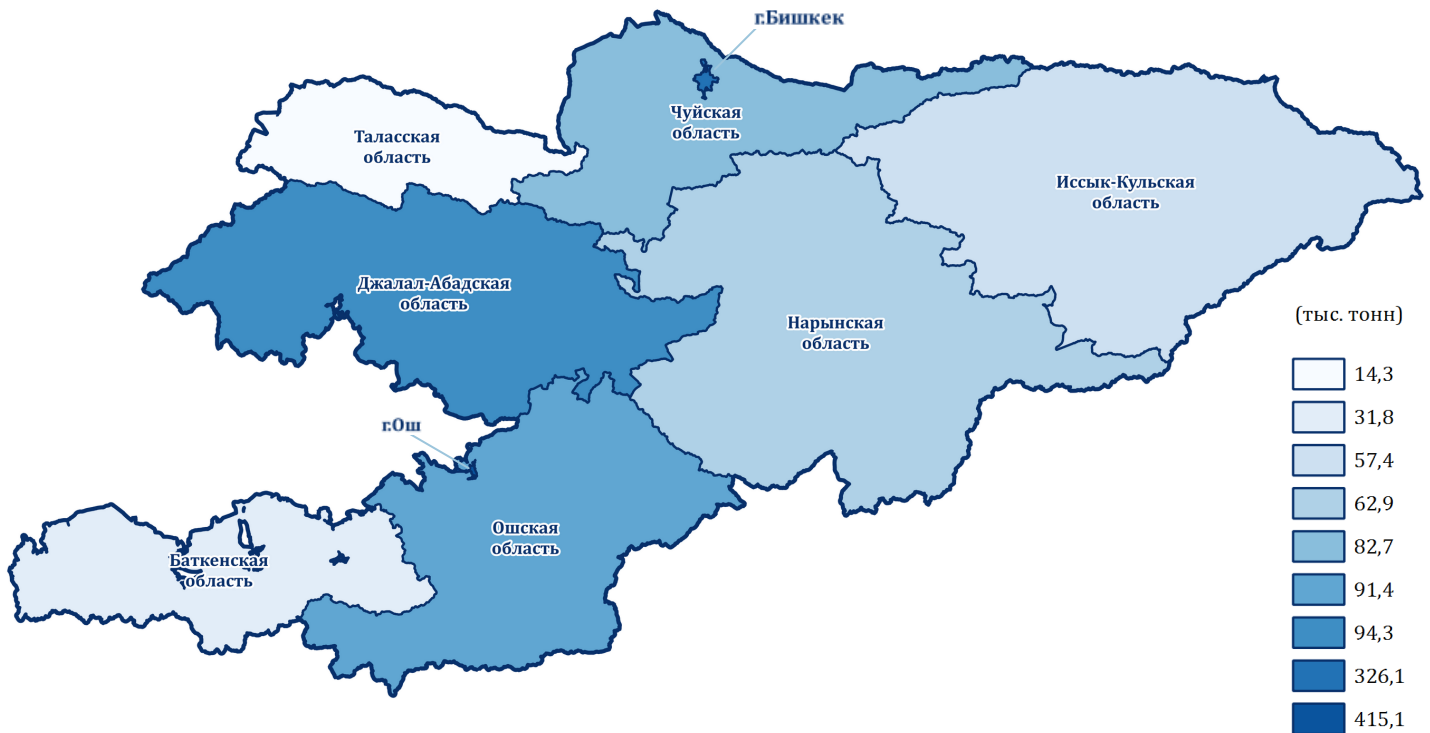 г.Бишкек
Чуйская
область
Таласская
область
Иссык-Кульская
область
Джалал-Абадская
область
Нарынская
область
г.Ош
Ошская
область
Баткенская
область
(тыс. тонн)
14,3
31,8
57,4
62,9
82,7
91,4
94,3
326,1
415,1